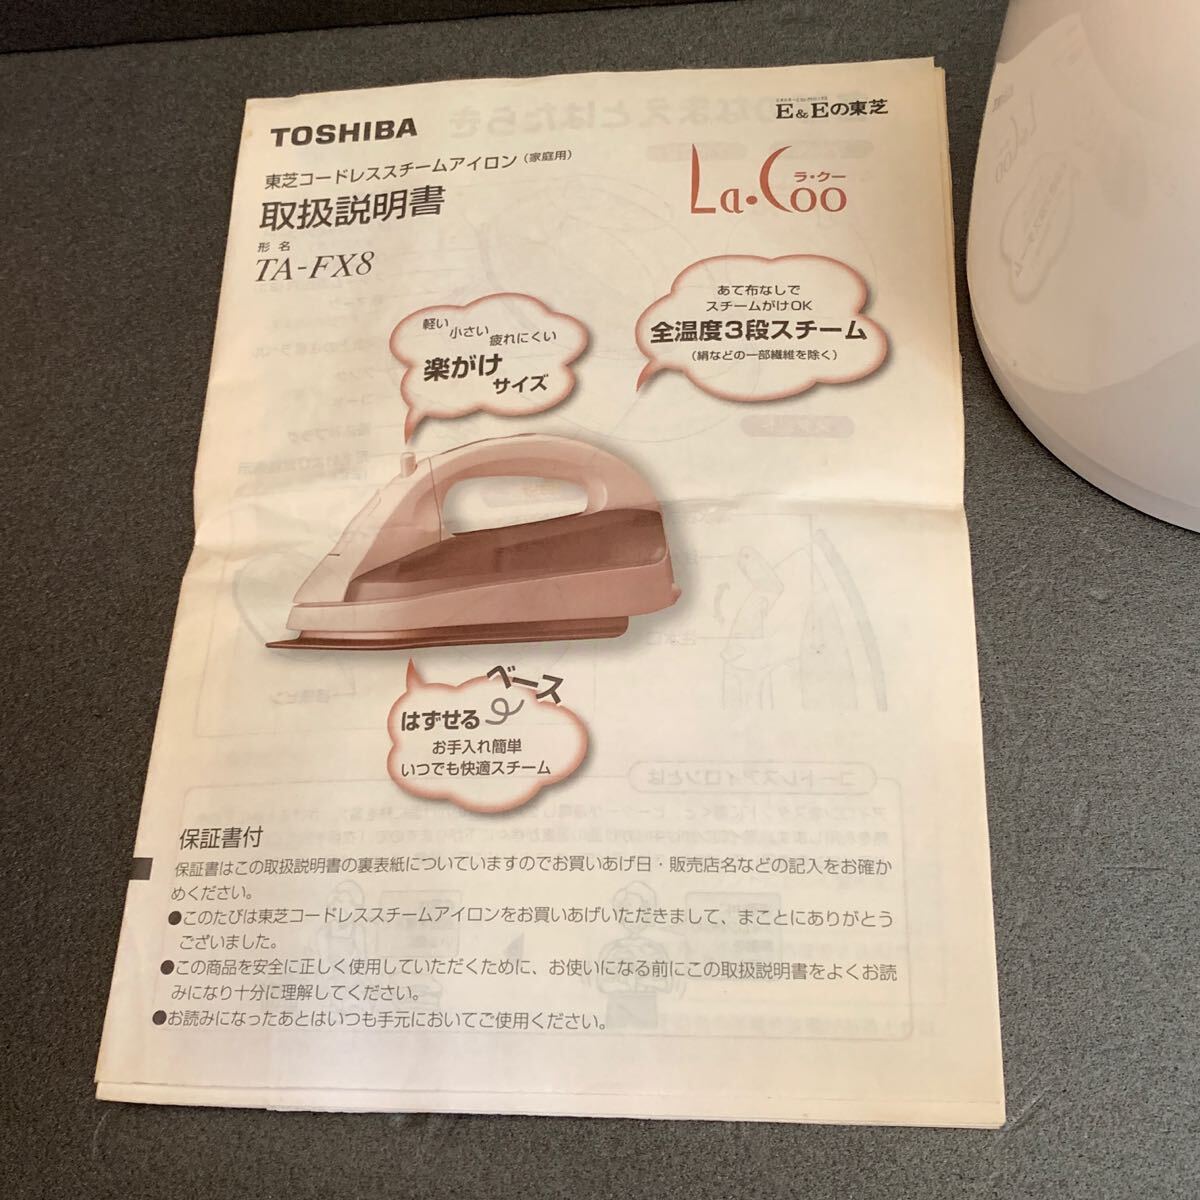 TOSHIBA
E&Eの東芝
東芝コードレススチームアイロン(家庭用)
取扱説明書
ラ・クー
La・Coo
形名
TA-FX8
あて布なしで
スチームがけOK
全温度3段スチーム
(絹などの一部繊維を除く)
軽い 小さい 疲れにくい
楽がけ
サイズ
はずせる ベース
お手入れ簡単
いつでも快適スチーム
保証書付
保証書はこの取扱説明書の裏表紙についていますのでお買いあげ日・販売店名などの記入をお確か
めください。
●このたびは東芝コードレススチームアイロンをお買いあげいただきまして、まことにありがとう
ございました。
●この商品を安全に正しく使用していただくために、お使いになる前にこの取扱説明書をよくお読
みになり十分に理解してください。
●お読みになったあとはいつも手元においてご使用ください。